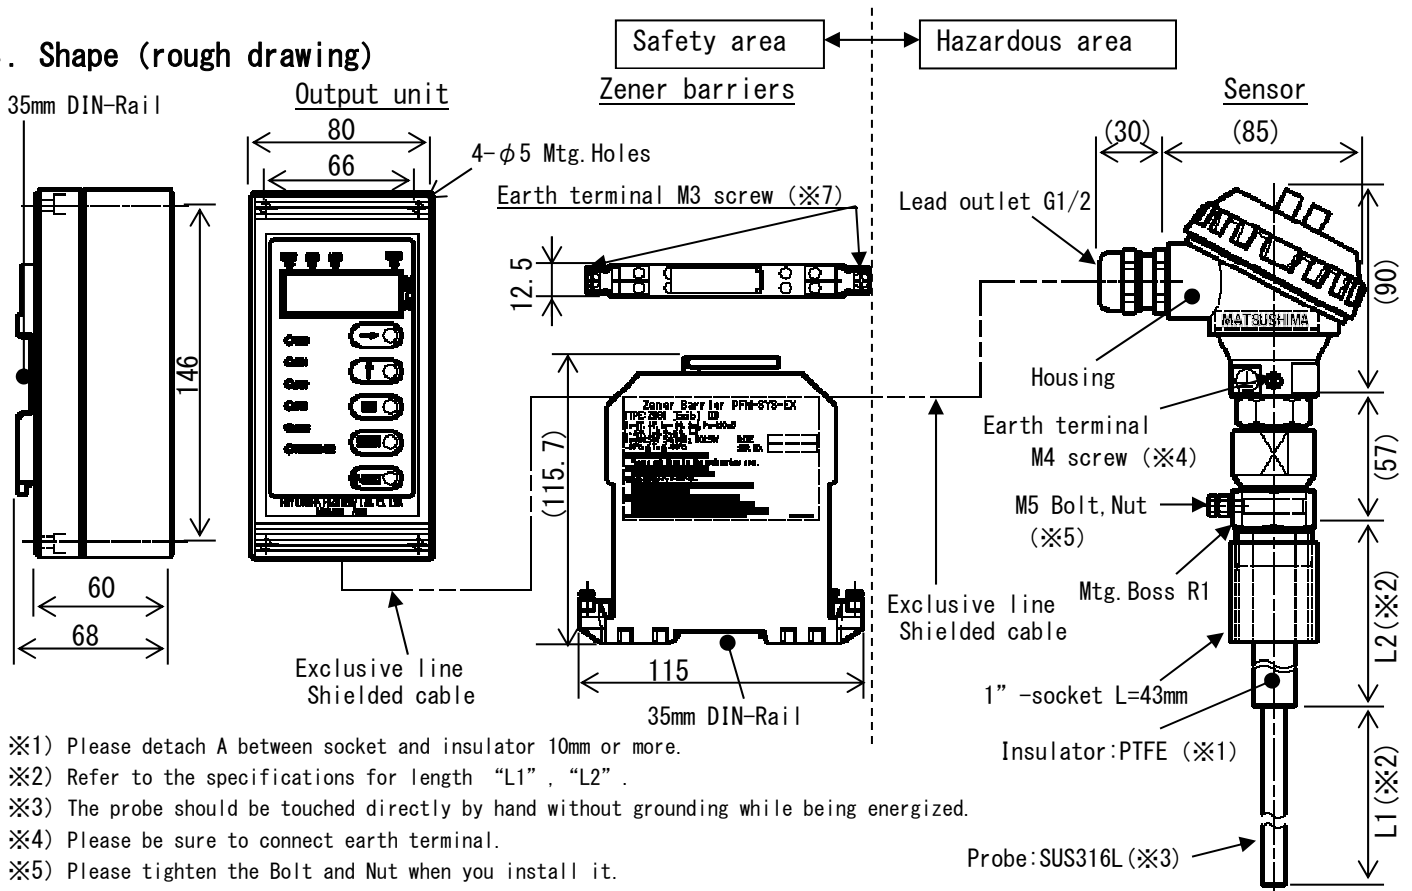 . Shape (rough drawing)
Safety area
Hazardous area
35mm DIN-Rail
Output unit
Zener barriers
Sensor
80
66
4-φ5 Mtg.Holes
Earth terminal M3 screw (※7)
(30)
(85)
Lead outlet G1/2
12.5
(90)
MATSUSHIMA
146
Housing
Zener Barrier PFM-SYS-EX
Earth terminal
M4 screw (※4)
(115.7)
(57)
M5 Bolt,Nut
(※5)
60
68
Mtg.Boss R1
Exclusive line
Shielded cable
L2(※2)
Exclusive line
Shielded cable
115
35mm DIN-Rail
1” -socket L=43mm
Insulator:PTFE (※1)
L1(※2)
Probe:SUS316L(※3)
※1) Please detach A between socket and insulator 10mm or more.
※2) Refer to the specifications for length “L1”, “L2”.
※3) The probe should be touched directly by hand without grounding while being energized.
※4) Please be sure to connect earth terminal.
※5) Please tighten the Bolt and Nut when you install it.